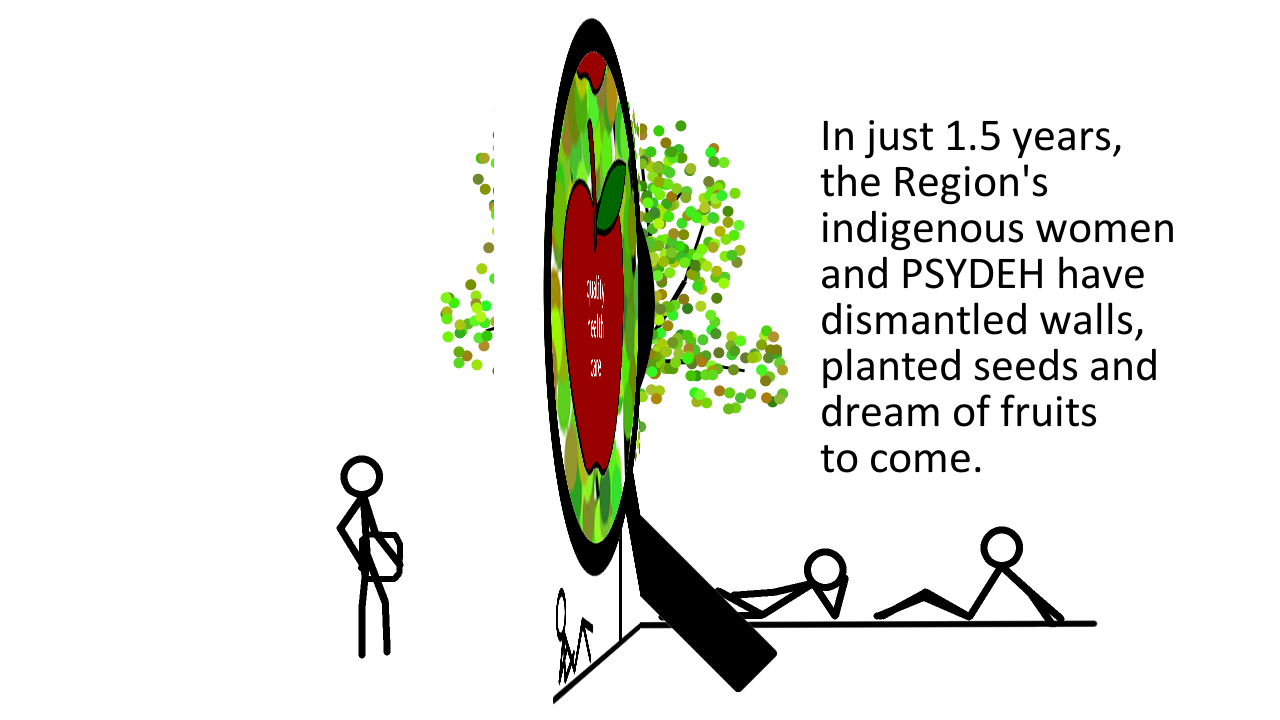 quality
health
care
In just 1.5 years,
the Region's
indigenous women
and PSYDEH have
dismantled walls,
planted seeds and
dream of fruits
to come.